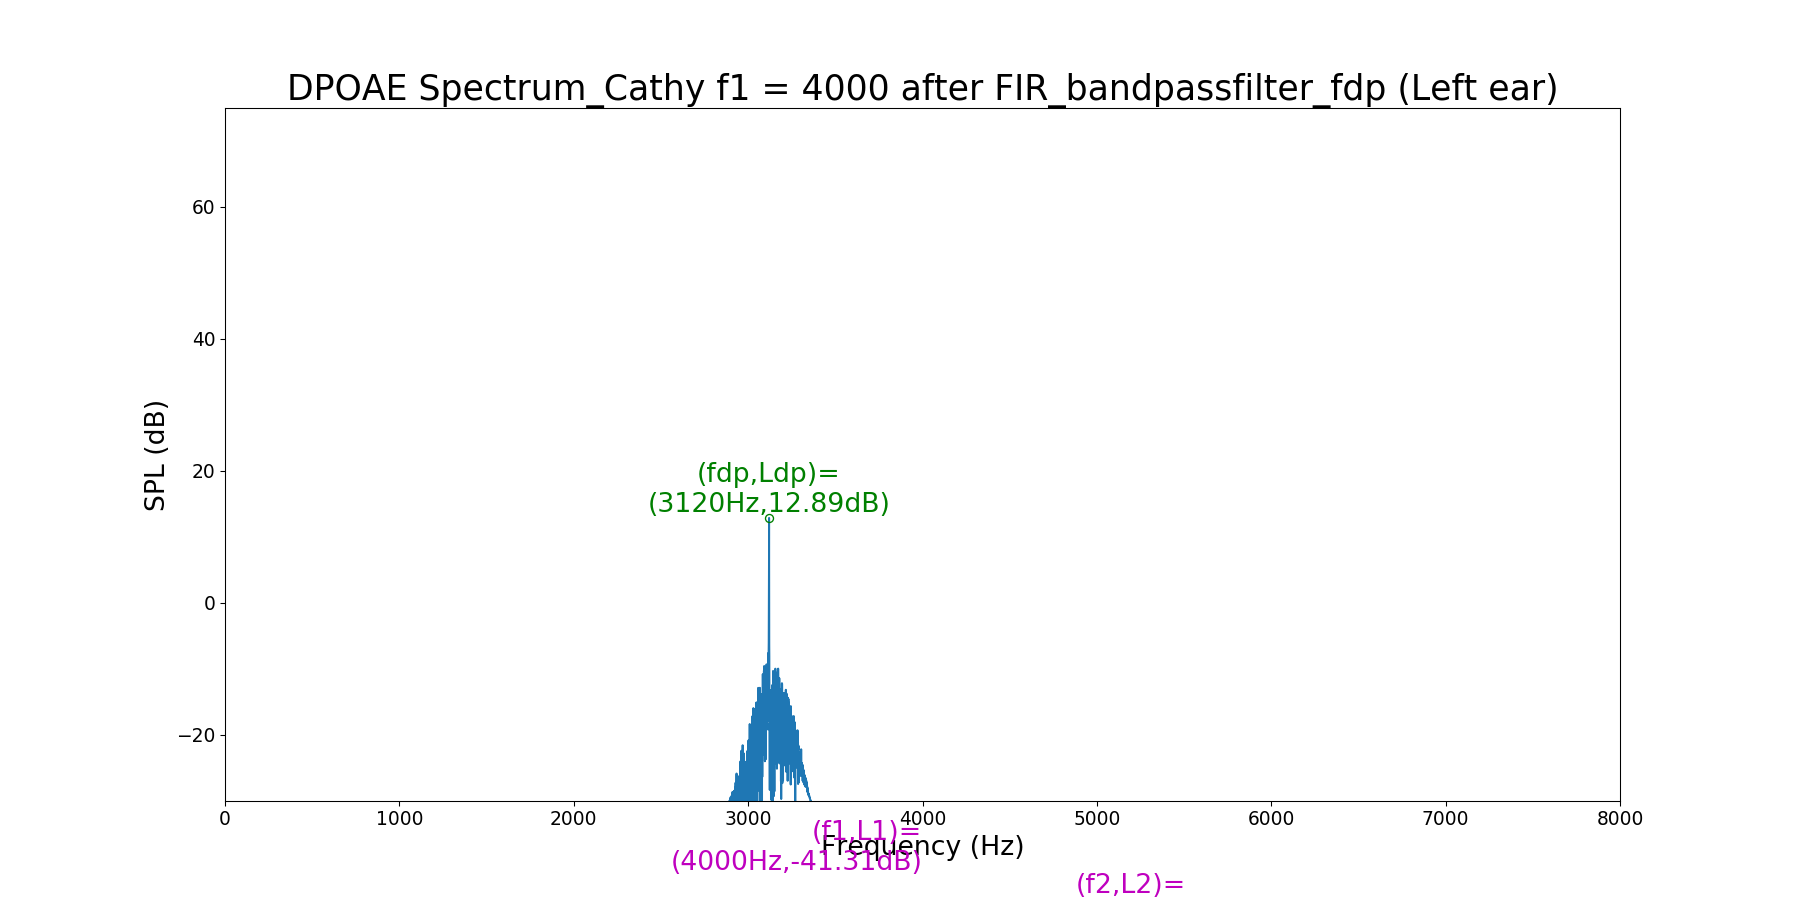 DPOAE Spectrum_Cathy f1 = 4000 after FIR_bandpassfilter_fdp (Left ear)
60
40
20
0
−20
SPL (dB)
(fdp,Ldp)=
(3120Hz,12.89dB)
0 1000 2000 3000 4000 5000 6000 7000 8000
(f1,L1)=
Frequency (Hz)
(4000Hz,-41.31dB)
(f2,L2)=